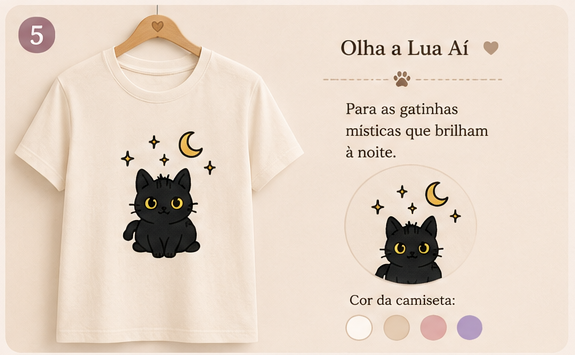 5
Olha a Lua Aí
Para as gatinhas
místicas que brilham
à noite.
Cor da camiseta: